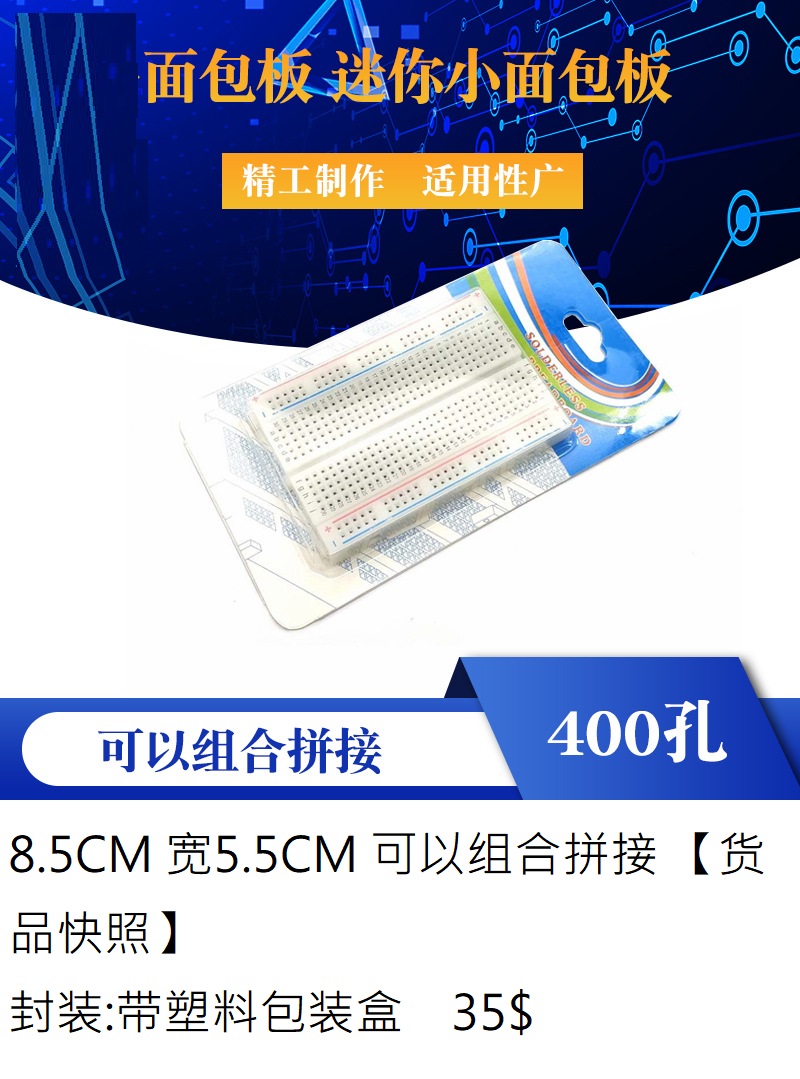 面包板 迷你小面包板
精工制作 适用性广
SOLDERLESS
BREADBOARD
可以组合拼接
400孔
8.5CM 宽5.5CM 可以组合拼接 【货
品快照】
封装:带塑料包装盒 35$